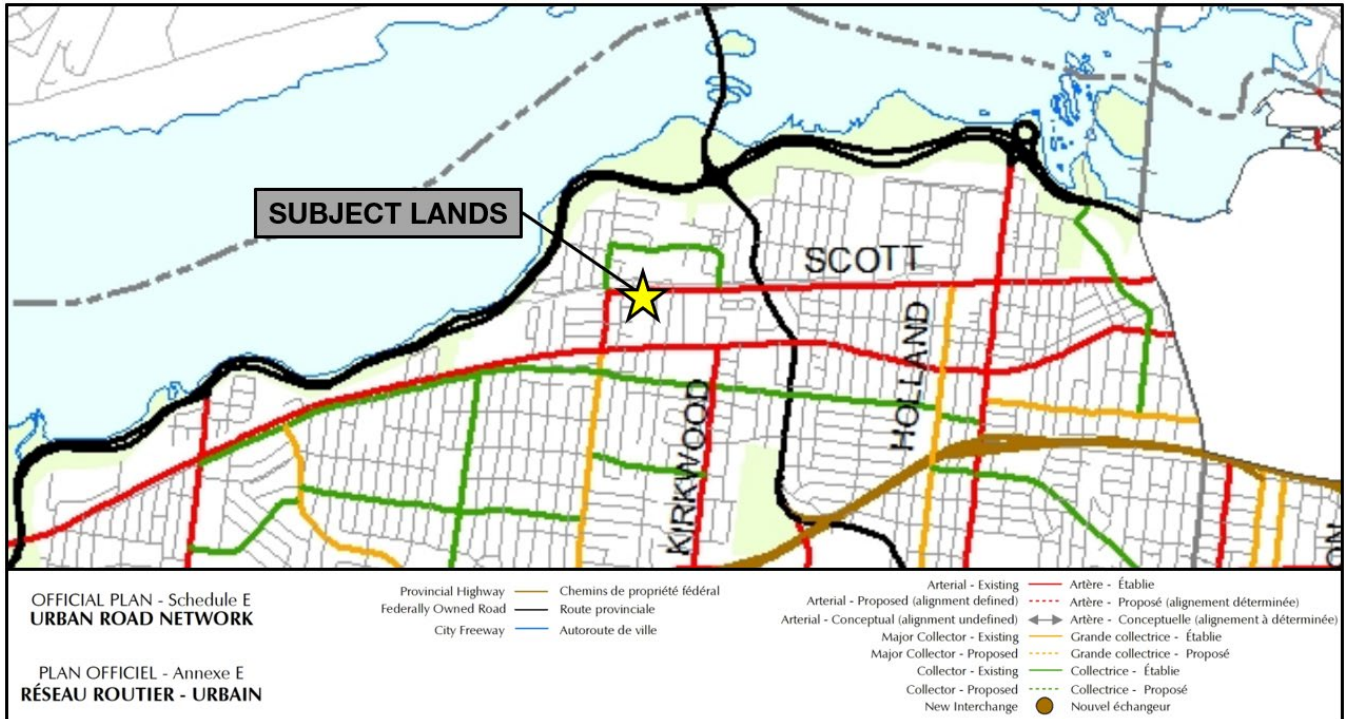 SUBJECT LANDS
SCOTT
HOLLAND
KIRKWOOD
ON
OFFICIAL PLAN - Schedule E
URBAN ROAD NETWORK
PLAN OFFICIEL - Annexe E
RÉSEAU ROUTIER - URBAIN
Provincial Highway Chemins de propriété fédéral
Federally Owned Road Route provinciale
City Freeway Autoroute de ville
Arterial - Existing Artère - Établie
Arterial - Proposed (alignment defined) Artère - Proposé (alignement déterminée)
Arterial - Conceptual (alignment undefined) Artère - Conceptuelle (alignement à déterminée)
Major Collector - Existing Grande collectrice - Établie
Major Collector - Proposed Grande collectrice - Proposé
Collector - Existing Collectrice - Établie
Collector - Proposed Collectrice - Proposé
New Interchange Nouvel échangeur